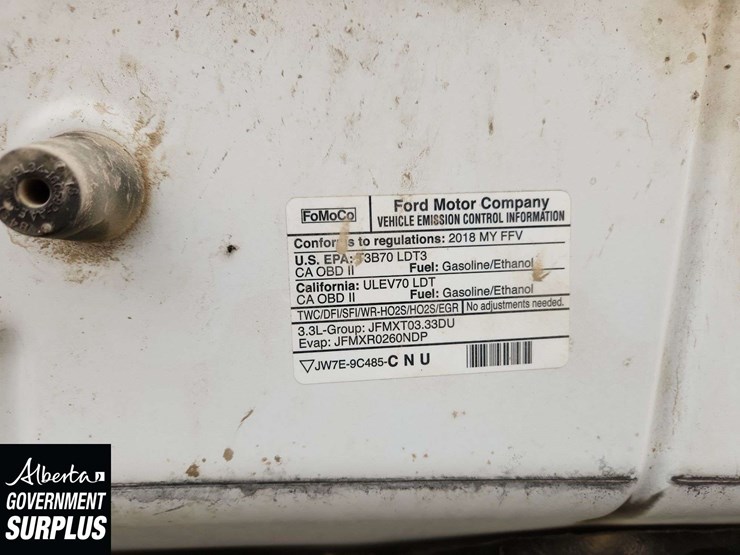 FoMoCo
Ford Motor Company
VEHICLE EMISSION CONTROL INFORMATION
Conforms to regulations: 2018 MY FFV
U.S. EPA: T3B70 LDT3
CA OBD II Fuel: Gasoline/Ethanol
California: ULEV70 LDT
CA OBD II Fuel: Gasoline/Ethanol
TWC/DFI/SFI/WR-HO2S/HO2S/EGR No adjustments needed.
3.3L-Group: JFMXT03.33DU
Evap: JFMXR0260NDP
JW7E-9C485-CNU
Alberta
GOVERNMENT
SURPLUS